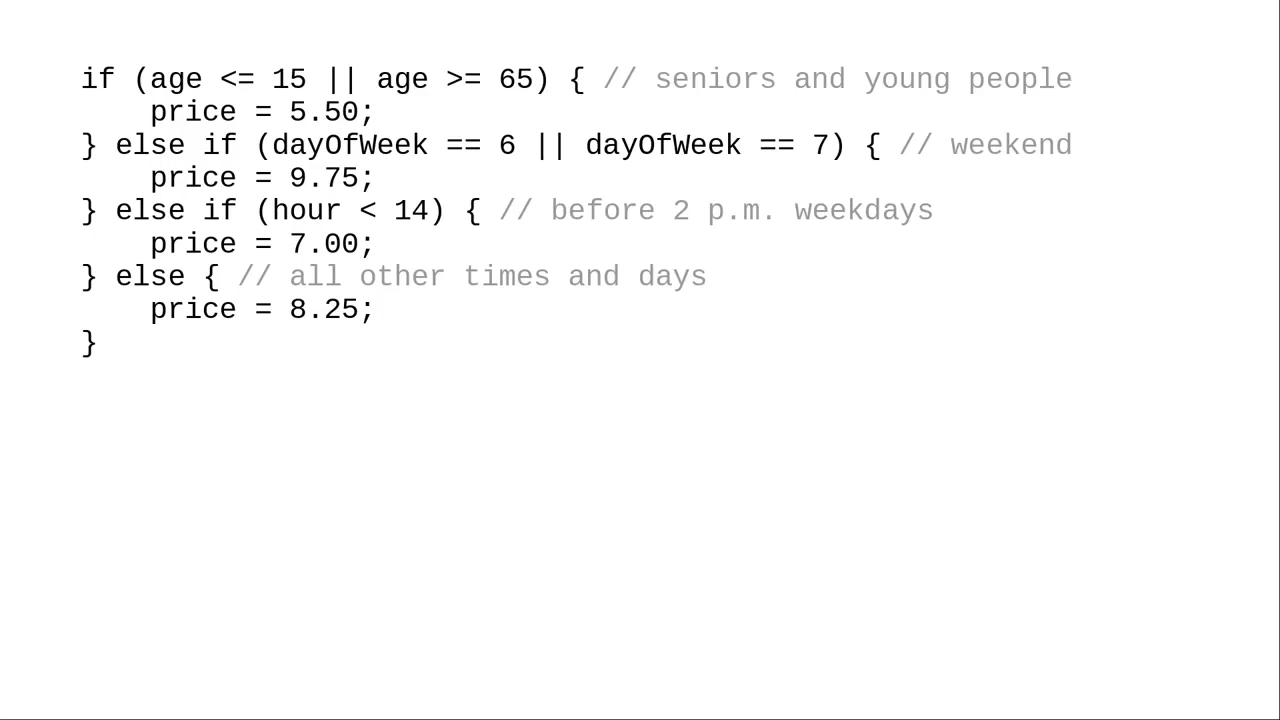 if (age <= 15 || age >= 65) { // seniors and young people
    price = 5.50;
} else if (dayOfWeek == 6 || dayOfWeek == 7) { // weekend
    price = 9.75;
} else if (hour < 14) { // before 2 p.m. weekdays
    price = 7.00;
} else { // all other times and days
    price = 8.25;
}